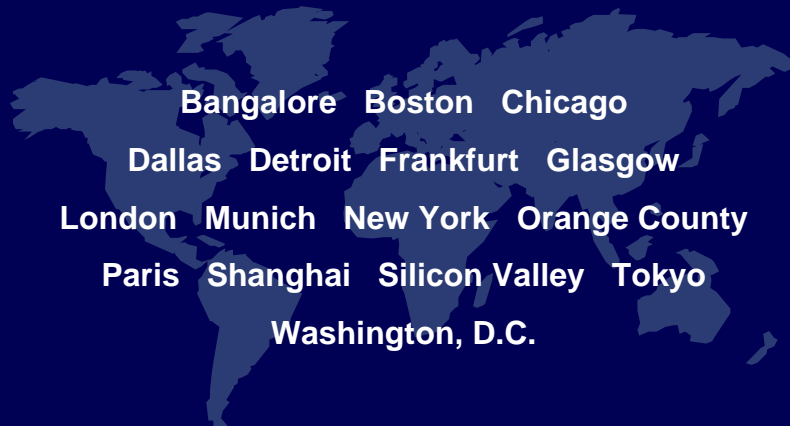 Bangalore Boston Chicago
Dallas Detroit Frankfurt Glasgow
London Munich New York Orange County
Paris Shanghai Silicon Valley Tokyo
Washington, D.C.